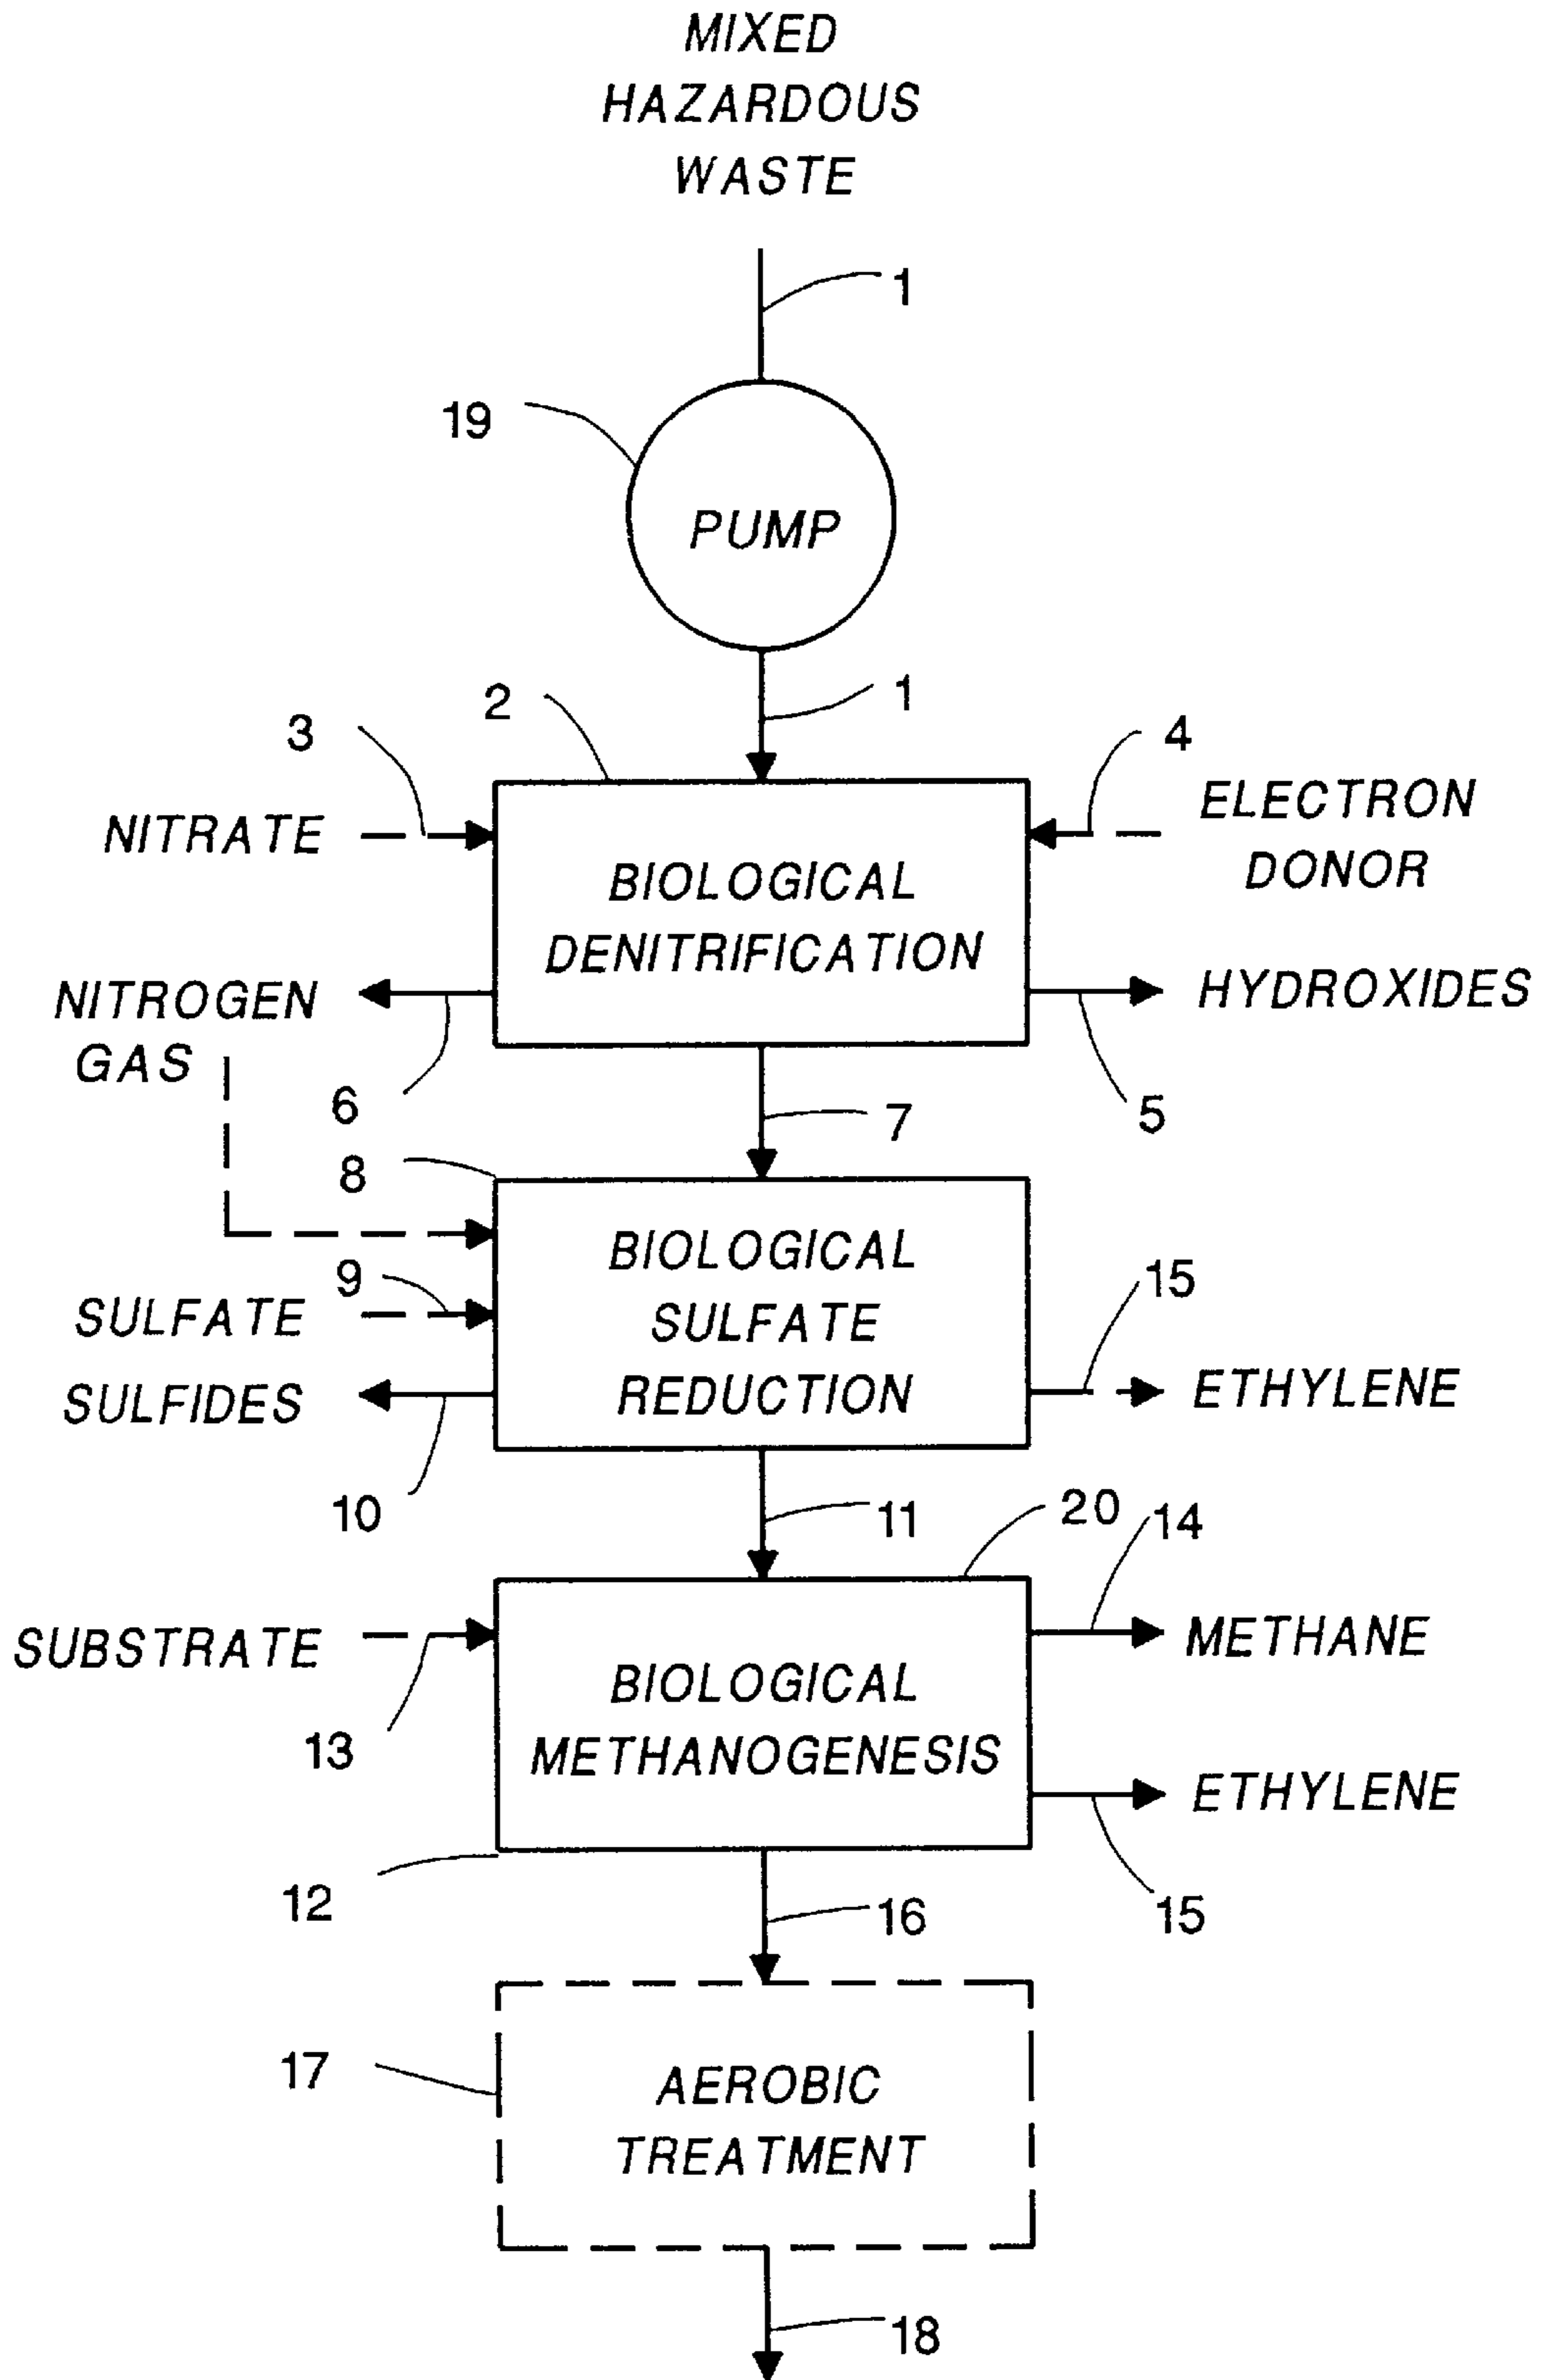 MIXED
HAZARDOUS
WASTE
1
19
PUMP
2
1
3
4
NITRATE
ELECTRON
DONOR
BIOLOGICAL
DENITRIFICATION
NITROGEN
GAS
HYDROXIDES
6
7
5
8
BIOLOGICAL
SULFATE
REDUCTION
9
SULFATE
15
SULFIDES
ETHYLENE
10
11
20
14
SUBSTRATE
METHANE
BIOLOGICAL
METHANOGENESIS
13
ETHYLENE
12
16
15
17
AEROBIC
TREATMENT
18